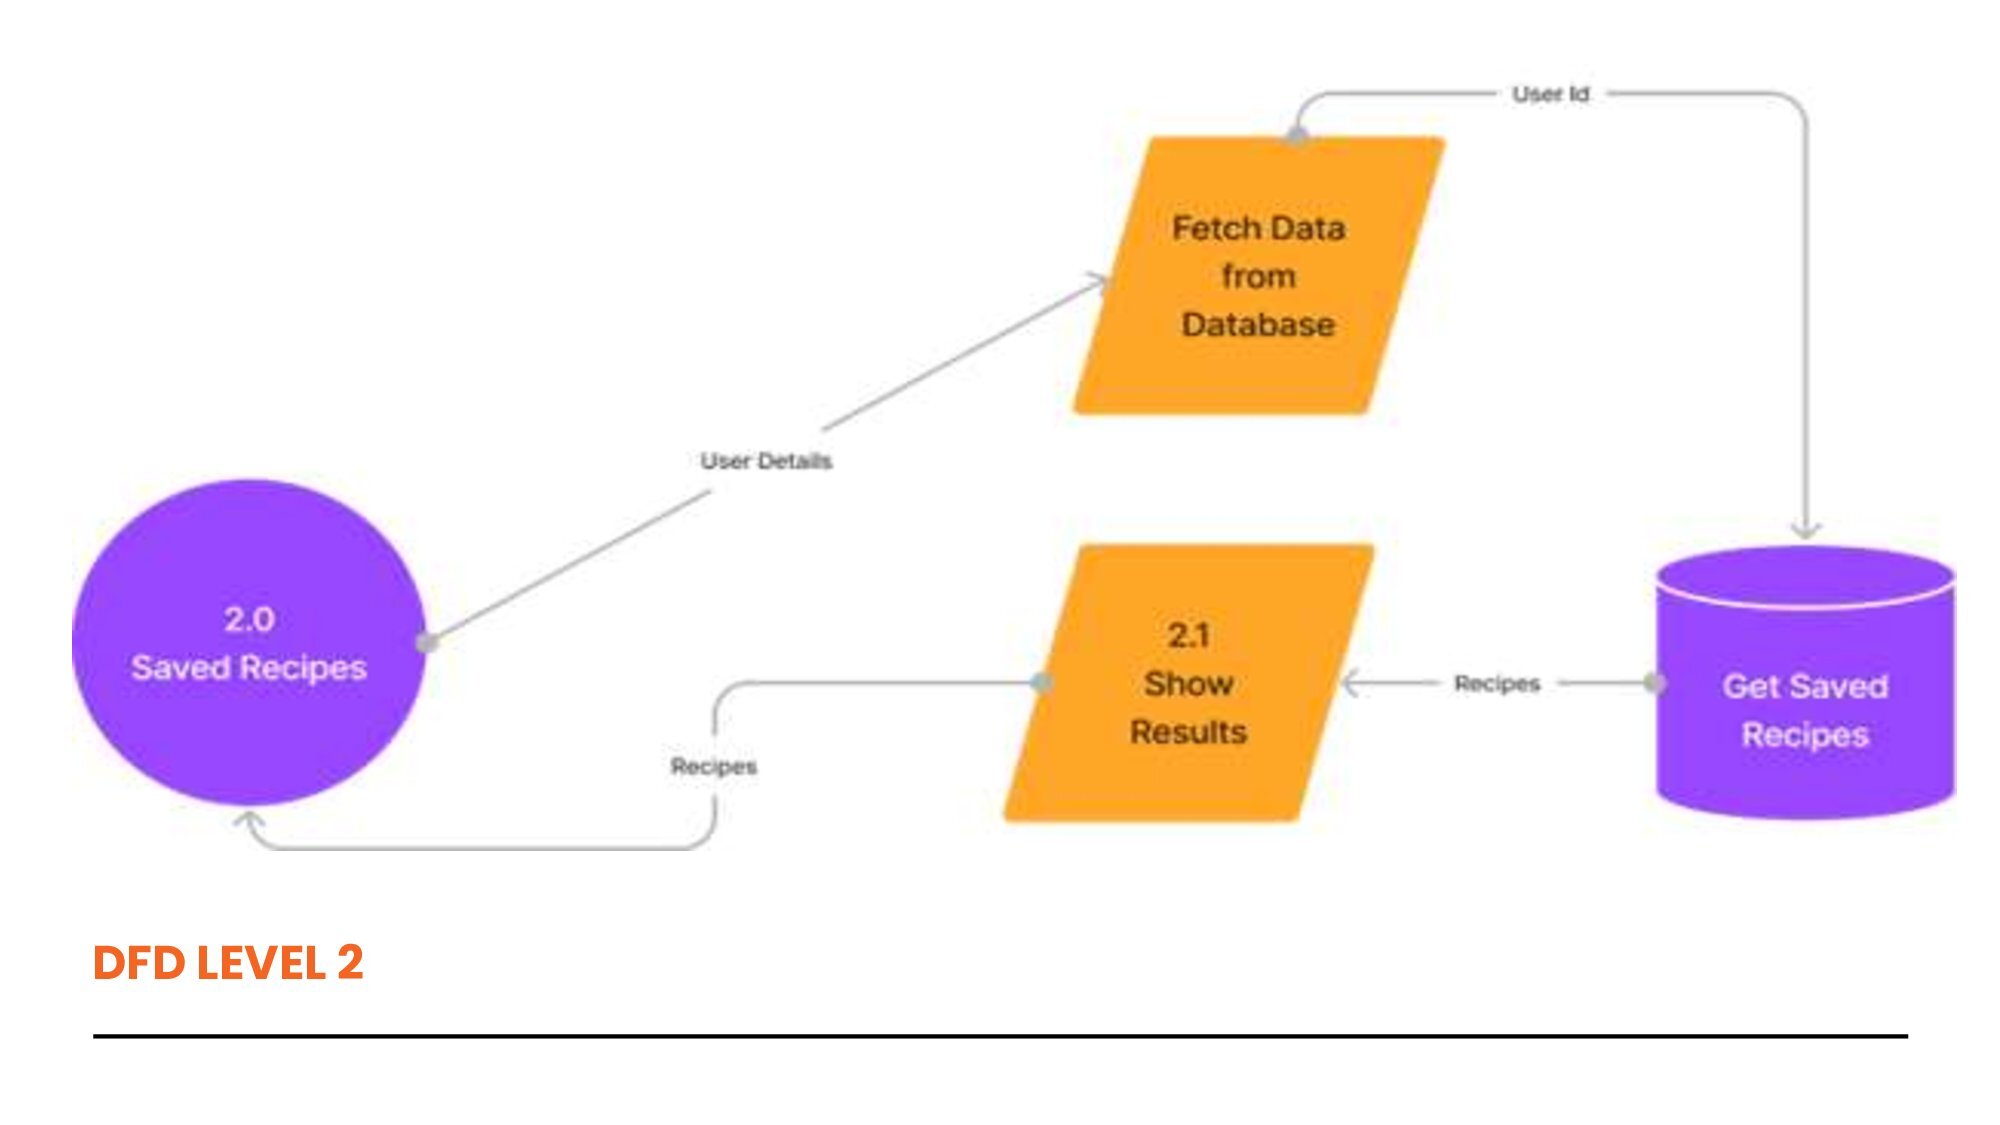 User Id
Fetch Data
from
Database
User Details
2.0
Saved Recipes
2.1
Show
Results
Recipes
Get Saved
Recipes
Recipes
DFD LEVEL 2